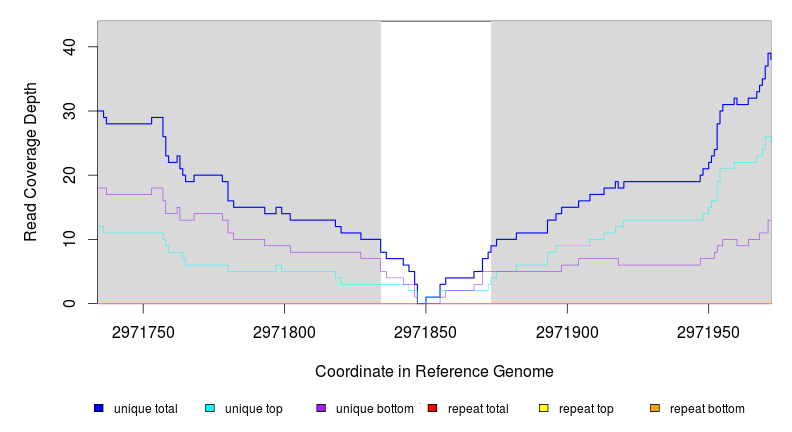 Read Coverage Depth
40
30
20
10
0
2971750 2971800 2971850 2971900 2971950
Coordinate in Reference Genome
unique total unique top unique bottom repeat total repeat top repeat bottom